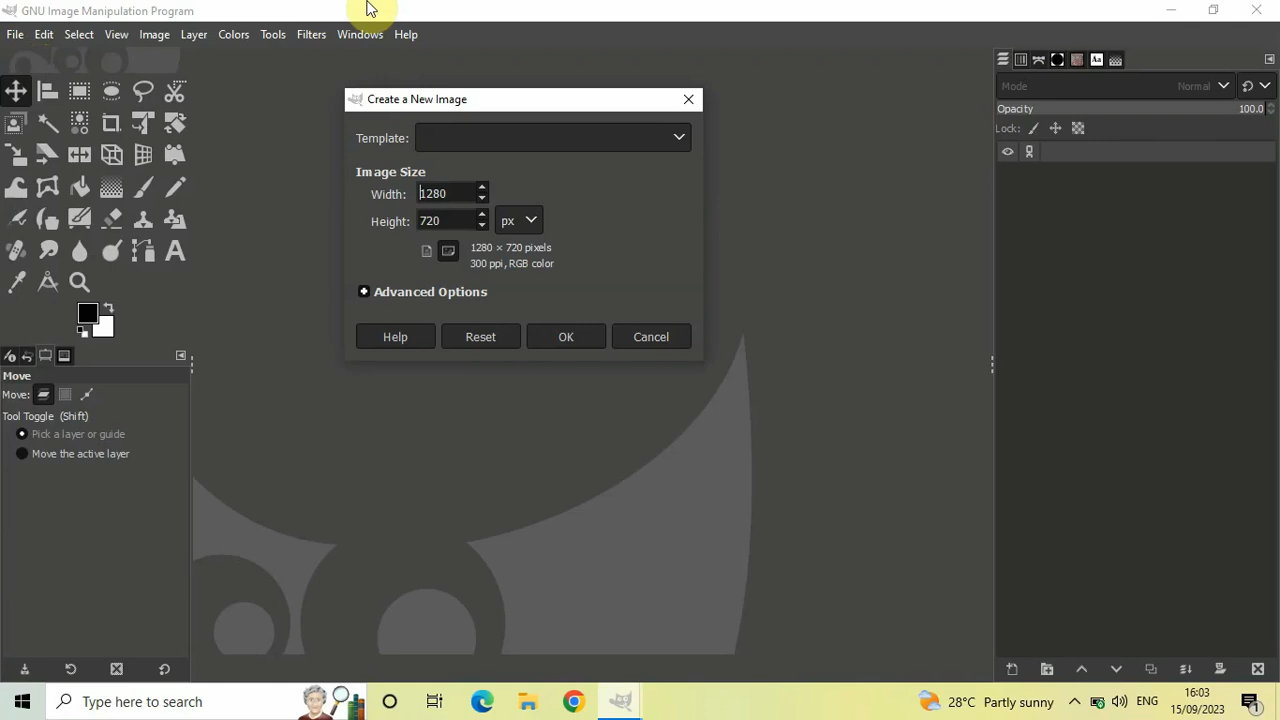 GNU Image Manipulation Program
File Edit Select View Image Layer Colors Tools Filters Windows Help
Create a New Image
Template:
Image Size
Width: 1280
Height: 720 px
1280 × 720 pixels
300 ppi, RGB color
Advanced Options
Help Reset OK Cancel
Aa
Mode Normal
Opacity 100.0
Lock:
Move
Move:
Tool Toggle (Shift)
Pick a layer or guide
Move the active layer
Type here to search
28°C Partly sunny
ENG
16:03
15/09/2023
1